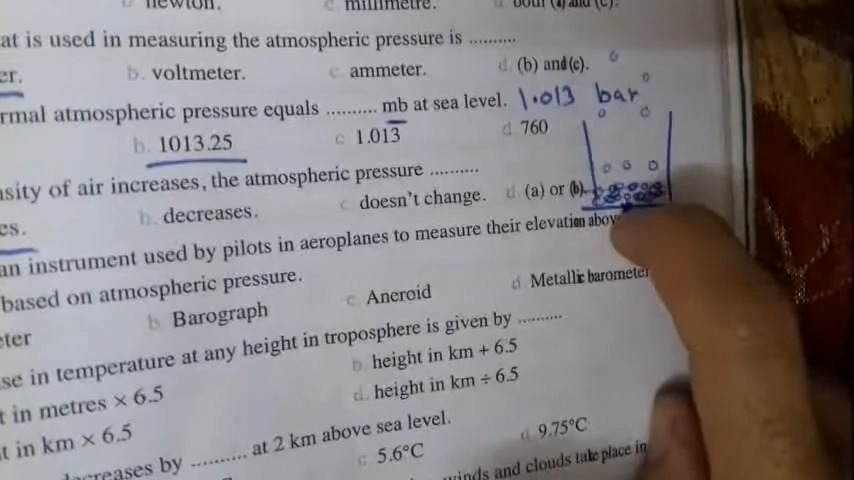 newton. c. millimetre. d both (a) and (c).
at is used in measuring the atmospheric pressure is ..........
er. b. voltmeter. c. ammeter. d. (b) and (c).
rmal atmospheric pressure equals .......... mb at sea level. 1.013 bar
b. 1013.25 c 1.013 d 760
sity of air increases, the atmospheric pressure ..........
es. b. decreases. c doesn't change. d. (a) or (b).
an instrument used by pilots in aeroplanes to measure their elevation abov
based on atmospheric pressure.
eter b Barograph c Aneroid d Metallic barometer
se in temperature at any height in troposphere is given by ..........
t in metres × 6.5 b. height in km + 6.5
t in km × 6.5 d. height in km ÷ 6.5
decreases by .......... at 2 km above sea level.
c 5.6°C d 9.75°C
winds and clouds take place in